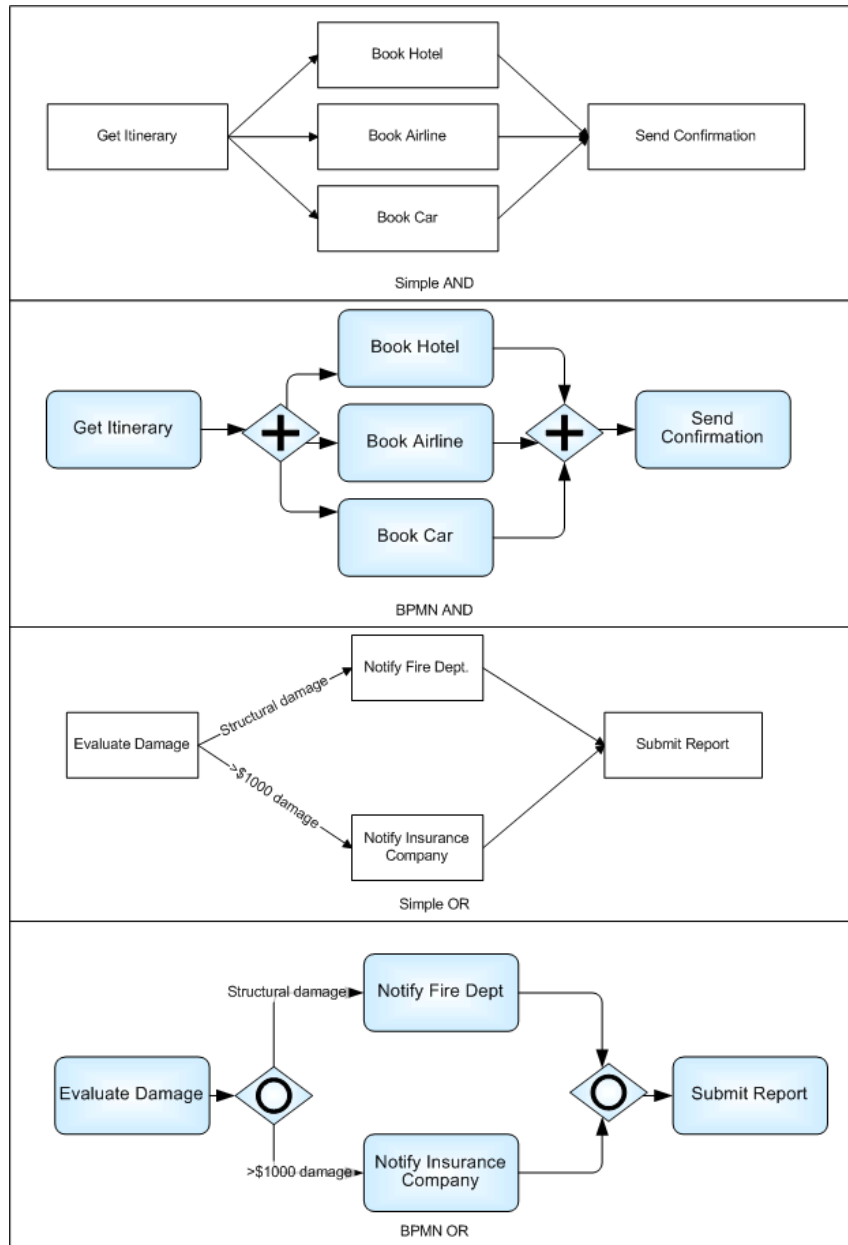 Book Hotel
Get Itinerary
Book Airline
Send Confirmation
Book Car
Simple AND
Book Hotel
Get Itinerary
Book Airline
Send
Confirmation
Book Car
BPMN AND
Notify Fire Dept.
Structural damage
Evaluate Damage
Submit Report
>$1000 damage
Notify Insurance
Company
Simple OR
Structural damage
Notify Fire Dept
Evaluate Damage
Submit Report
>$1000 damage
Notify Insurance
Company
BPMN OR